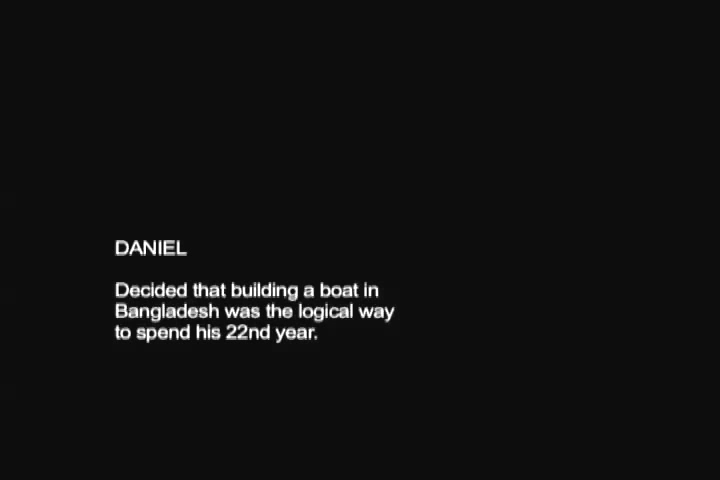 DANIEL
Decided that building a boat in
Bangladesh was the logical way
to spend his 22nd year.